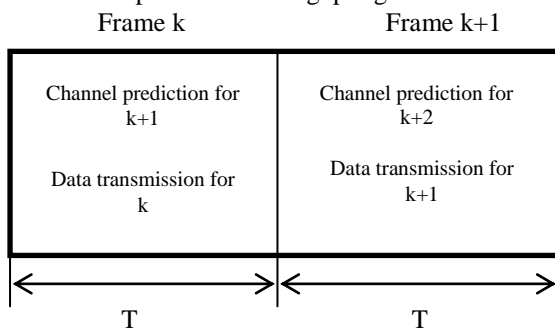 Frame k Frame k+1
Channel prediction for
k+1
Data transmission for
k
Channel prediction for
k+2
Data transmission for
k+1
T T